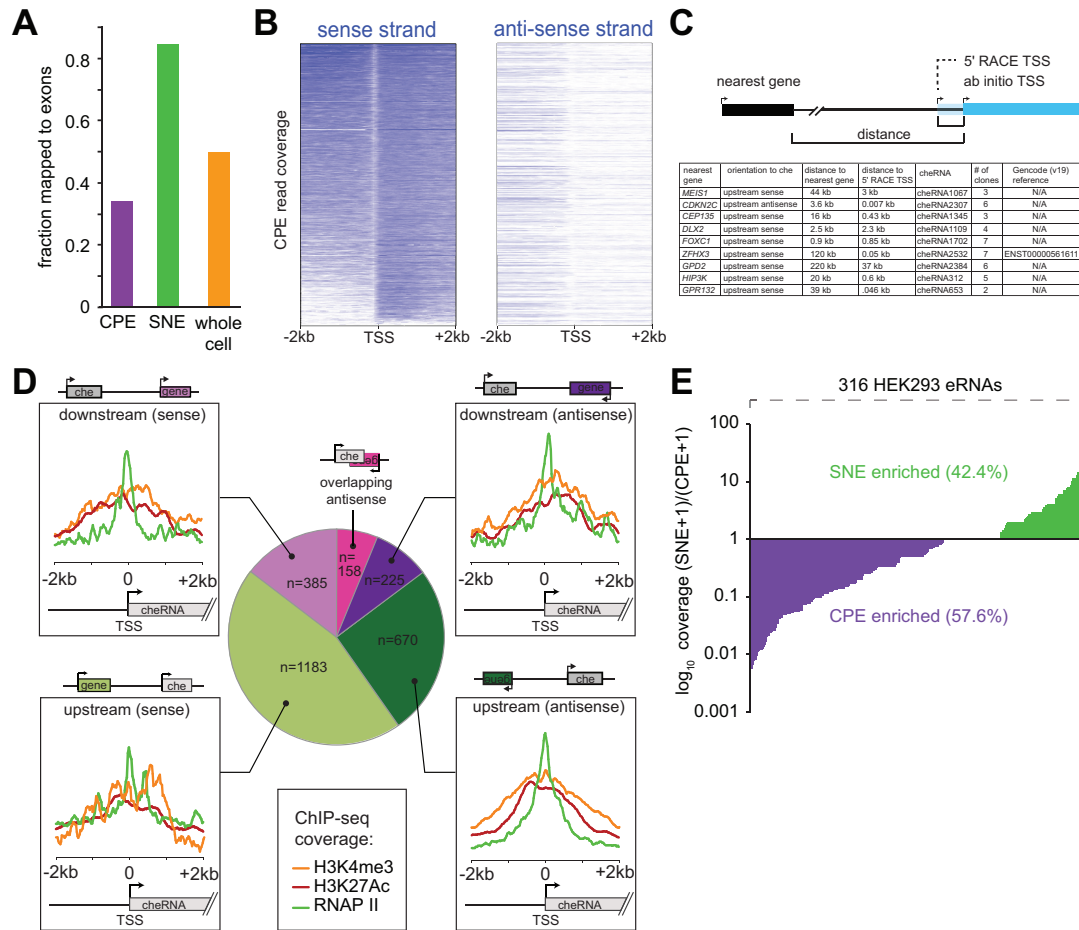 A
fraction mapped to exons
0.8
0.6
0.4
0.2
0
CPE
SNE
whole
cell
B
sense strand
anti-sense strand
CPE read coverage
-2kb
TSS
+2kb
-2kb
TSS
+2kb
C
5' RACE TSS
ab initio TSS
nearest gene
distance
nearest gene | orientation to che | distance to nearest gene | distance to 5' RACE TSS | cheRNA | # of clones | Gencode (v19) reference
MEIS1 | upstream sense | 44 kb | 3 kb | cheRNA1067 | 3 | N/A
CDKN2C | upstream antisense | 3.6 kb | 0.007 kb | cheRNA2307 | 6 | N/A
CEP135 | upstream sense | 16 kb | 0.43 kb | cheRNA1345 | 3 | N/A
DLX2 | upstream sense | 2.5 kb | 2.3 kb | cheRNA1109 | 4 | N/A
FOXC1 | upstream sense | 0.9 kb | 0.85 kb | cheRNA1702 | 7 | N/A
ZFHX3 | upstream sense | 120 kb | 0.05 kb | cheRNA2532 | 7 | ENST00000561611
GPD2 | upstream sense | 220 kb | 37 kb | cheRNA2384 | 6 | N/A
HIP3K | upstream sense | 20 kb | 0.6 kb | cheRNA312 | 5 | N/A
GPR132 | upstream sense | 39 kb | .046 kb | cheRNA653 | 2 | N/A
D
che
gene
downstream (sense)
-2kb
0
+2kb
cheRNA
TSS
che
gene
overlapping
antisense
che
gene
downstream (antisense)
-2kb
0
+2kb
cheRNA
TSS
n=
158
n=225
n=385
n=670
n=1183
gene
che
upstream (sense)
-2kb
0
+2kb
cheRNA
TSS
gene
che
upstream (antisense)
-2kb
0
+2kb
cheRNA
TSS
ChIP-seq
coverage:
H3K4me3
H3K27Ac
RNAP II
E
316 HEK293 eRNAs
log10 coverage (SNE+1)/(CPE+1)
100
10
1
0.1
0.01
0.001
SNE enriched (42.4%)
CPE enriched (57.6%)